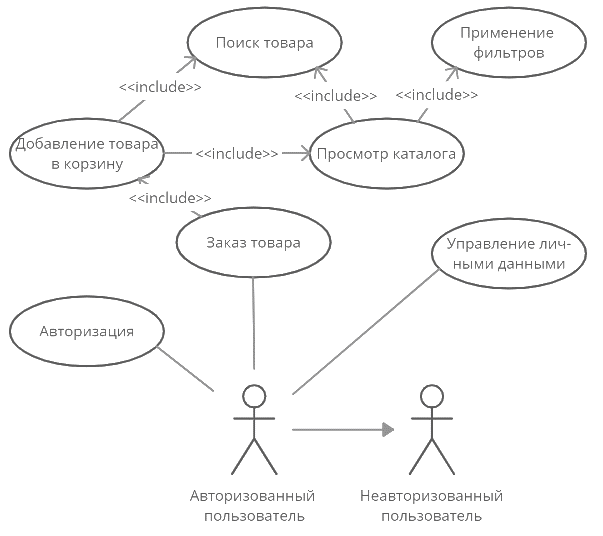 Поиск товара
Применение
фильтров
<<include>>
<<include>>
<<include>>
Добавление товара
в корзину
<<include>>
Просмотр каталога
<<include>>
Заказ товара
Управление лич-
ными данными
Авторизация
Авторизованный
пользователь
Неавторизованный
пользователь